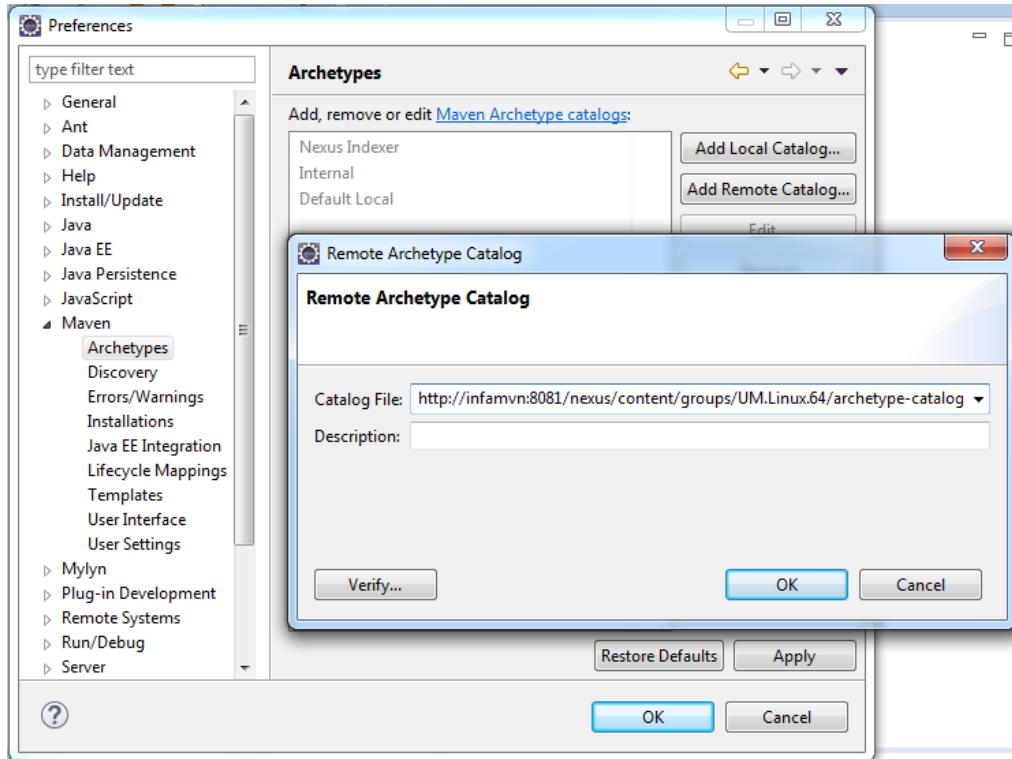 Preferences
type filter text
General
Ant
Data Management
Help
Install/Update
Java
Java EE
Java Persistence
JavaScript
Maven
Archetypes
Discovery
Errors/Warnings
Installations
Java EE Integration
Lifecycle Mappings
Templates
User Interface
User Settings
Mylyn
Plug-in Development
Remote Systems
Run/Debug
Server
Archetypes
Add, remove or edit Maven Archetype catalogs:
Nexus Indexer
Internal
Default Local
Add Local Catalog...
Add Remote Catalog...
Edit
Remote Archetype Catalog
Remote Archetype Catalog
Catalog File: http://infamvn:8081/nexus/content/groups/UM.Linux.64/archetype-catalog
Description:
Verify...
OK
Cancel
Restore Defaults
Apply
OK
Cancel